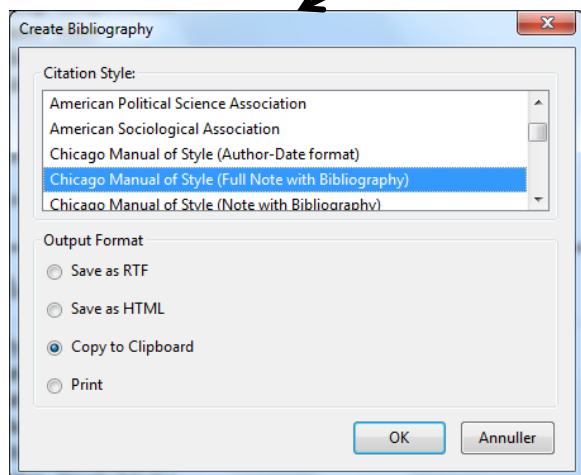 Create Bibliography
Citation Style:
American Political Science Association
American Sociological Association
Chicago Manual of Style (Author-Date format)
Chicago Manual of Style (Full Note with Bibliography)
Chicago Manual of Style (Note with Bibliography)
Output Format
Save as RTF
Save as HTML
Copy to Clipboard
Print
OK
Annuller